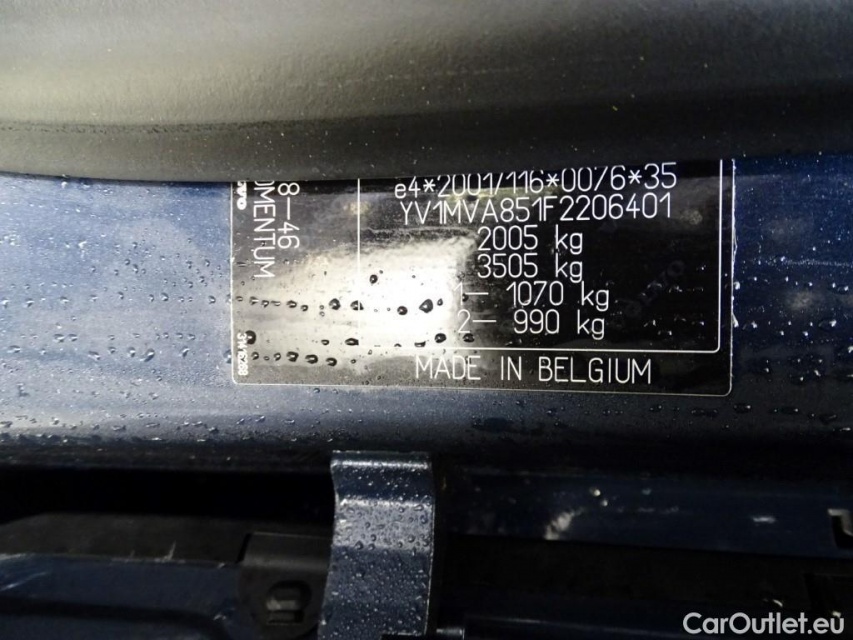 e4*2001/116*0076*35
YV1MVA851F2206401
2005 kg
3505 kg
1– 1070 kg
2– 990 kg
MADE IN BELGIUM
8–46
OMENTUM
CarOutlet.eu